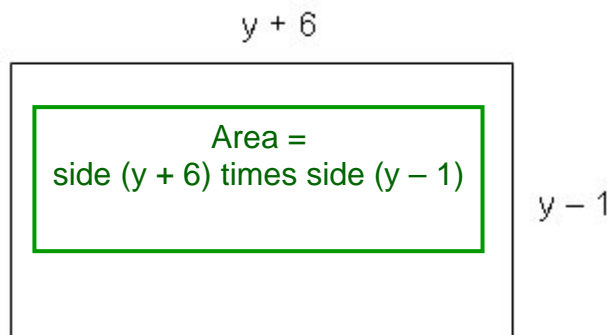 y + 6
Area =
side (y + 6) times side (y – 1)
y – 1